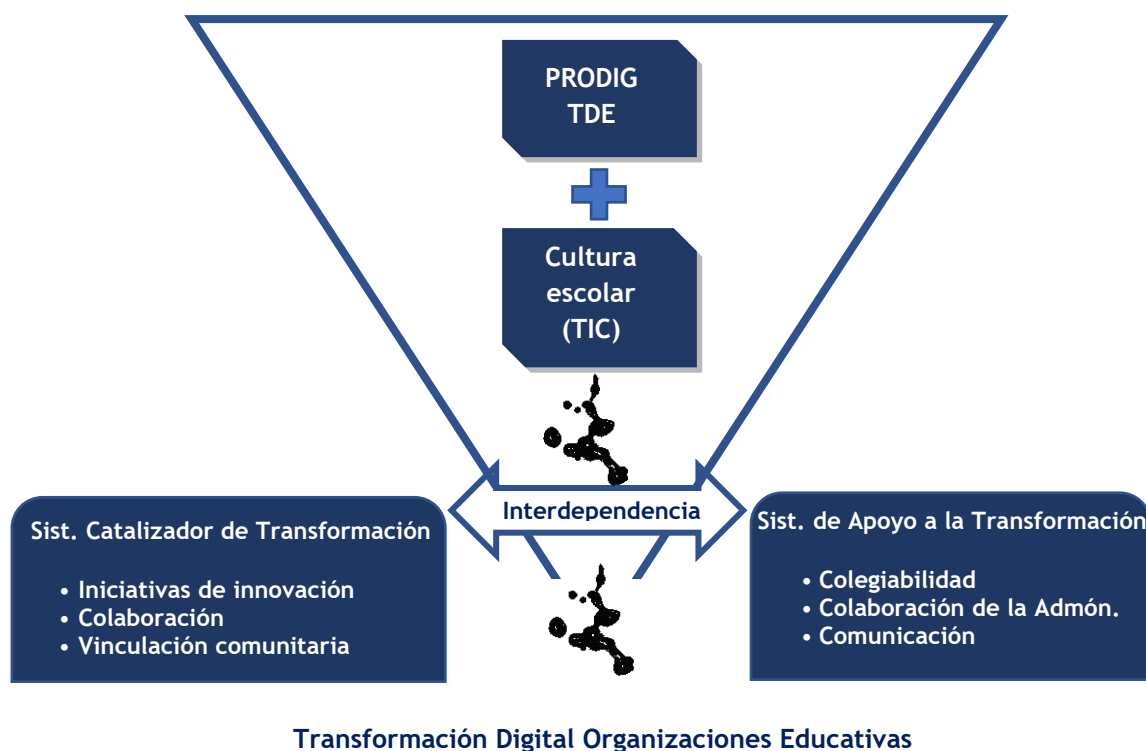 PRODIG
TDE
Cultura
escolar
(TIC)
Interdependencia
Sist. Catalizador de Transformación
• Iniciativas de innovación
• Colaboración
• Vinculación comunitaria
Sist. de Apoyo a la Transformación
• Colegiabilidad
• Colaboración de la Admón.
• Comunicación
Transformación Digital Organizaciones Educativas